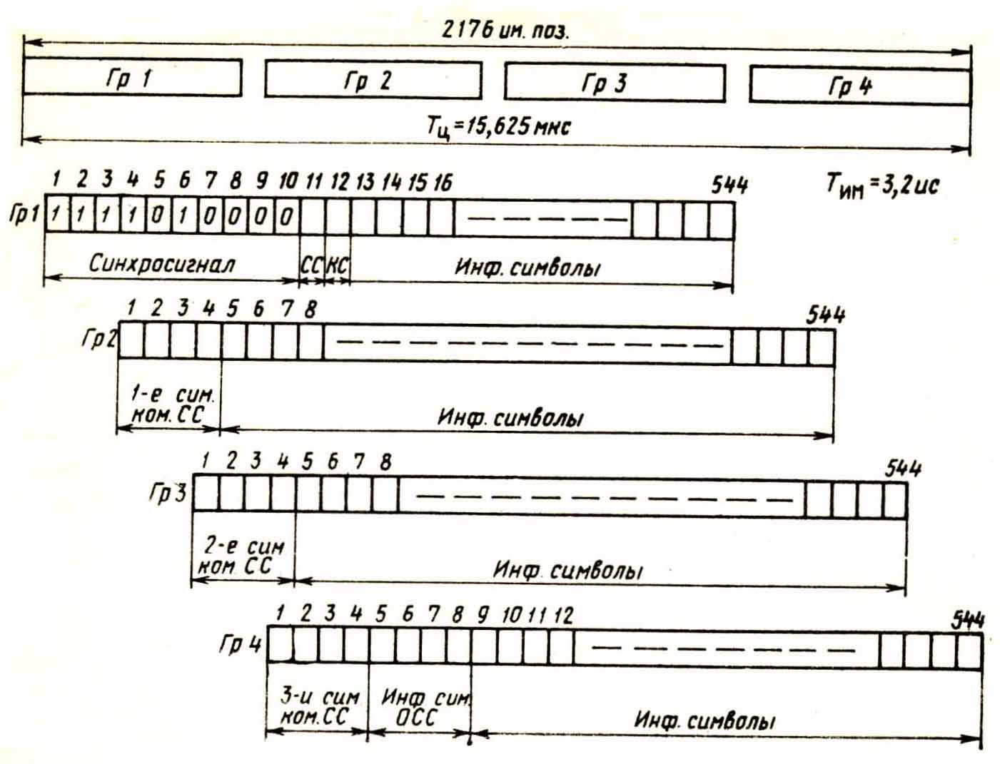 2176 им. поз.
Гр 1 Гр 2 Гр 3 Гр 4
Тц=15,625 мкс
1 2 3 4 5 6 7 8 9 10 11 12 13 14 15 16 544
Тим=3,2ис
Гр1 1 1 1 1 0 1 0 0 0 0
Синхросигнал СС КС Инф. символы
1 2 3 4 5 6 7 8 544
Гр2
1-е сим.
ком. СС
Инф. символы
1 2 3 4 5 6 7 8 544
Гр 3
2-е сим
ком СС
Инф. символы
1 2 3 4 5 6 7 8 9 10 11 12 544
Гр 4
3-и сим
ком. СС
Инф сим.
ОСС
Инф. символы